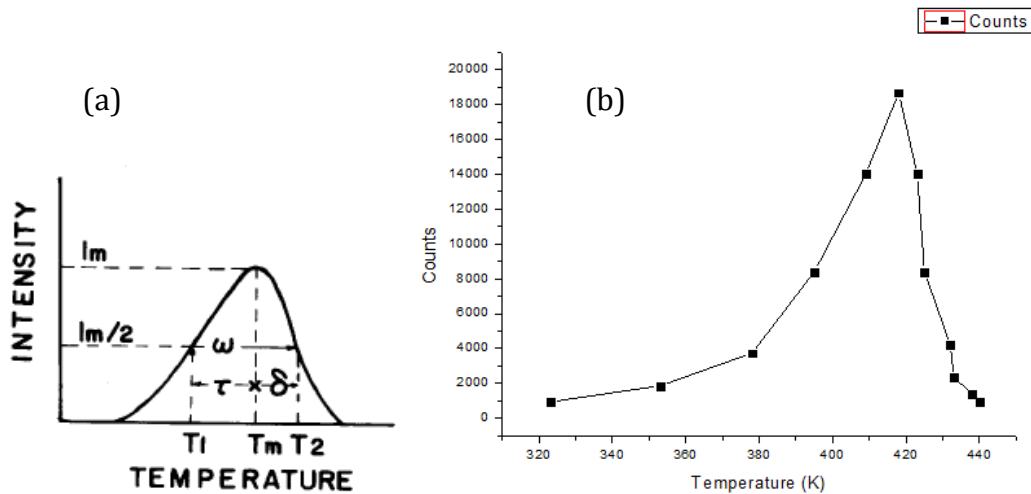 Counts
(a)
(b)
INTENSITY
Im
Im/2
ω
τ
δ
T1
Tm
T2
TEMPERATURE
Counts
20000
18000
16000
14000
12000
10000
8000
6000
4000
2000
0
320 340 360 380 400 420 440
Temperature (K)